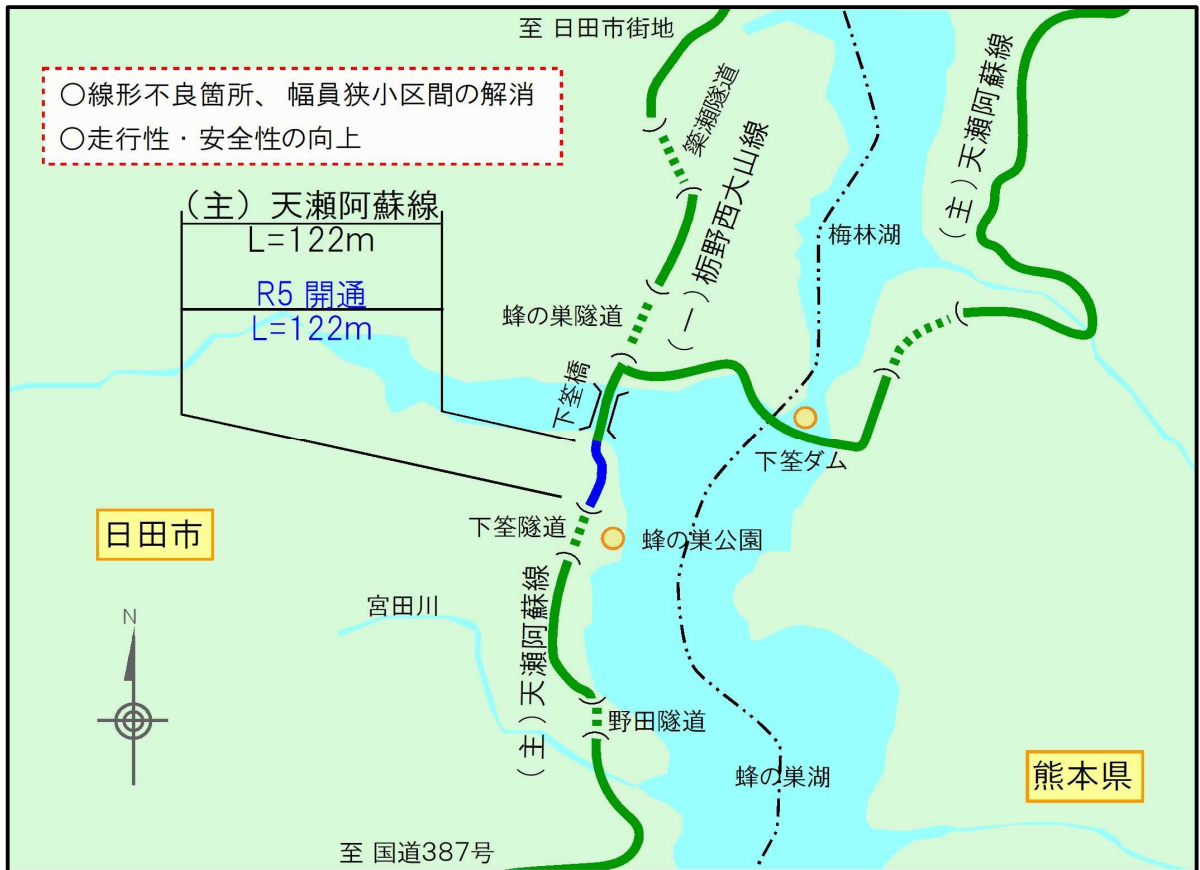 至 日田市街地
○線形不良箇所、幅員狭小区間の解消
○走行性・安全性の向上
簗瀬隧道
(主)天瀬阿蘇線
(主)天瀬阿蘇線
L=122m
R5 開通
L=122m
(一)栃野西大山線
梅林湖
蜂の巣隧道
下筌橋
下筌ダム
日田市
下筌隧道
蜂の巣公園
宮田川
N
(主)天瀬阿蘇線
野田隧道
蜂の巣湖
熊本県
至 国道387号